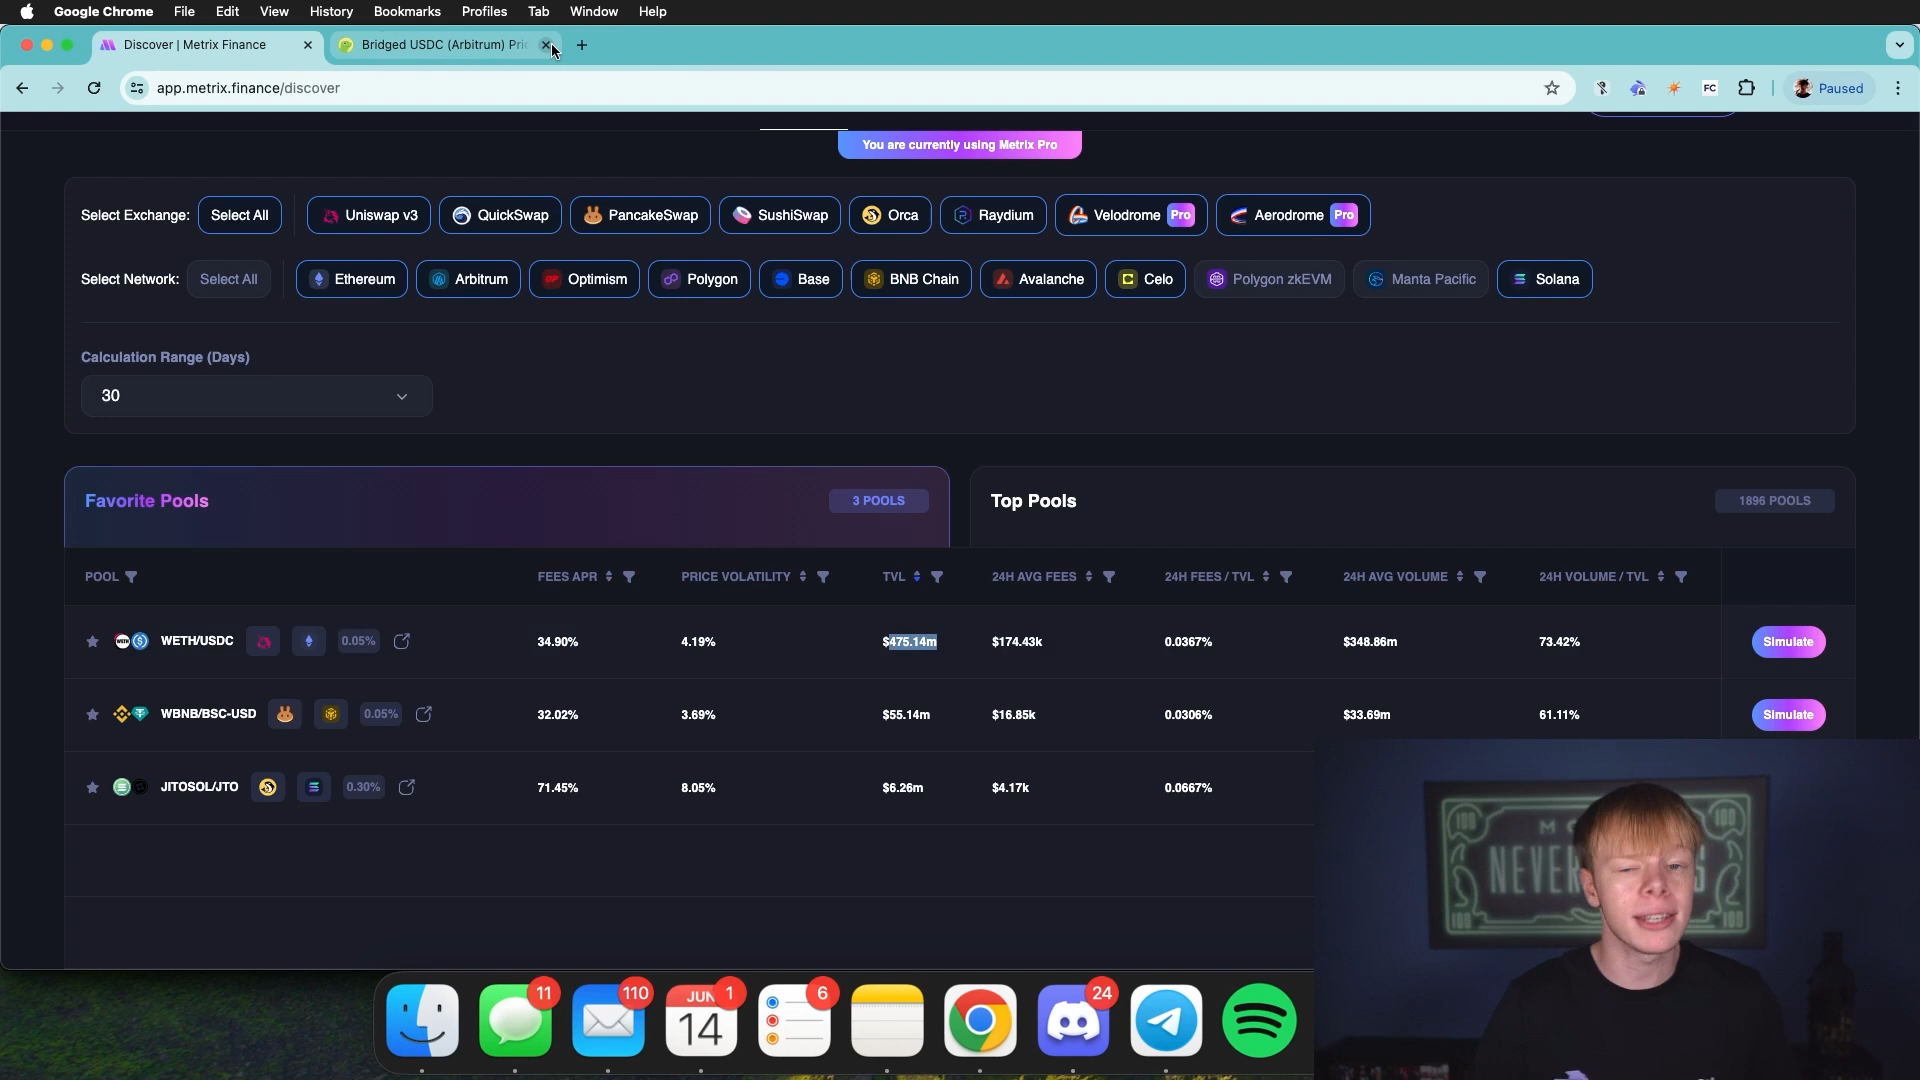 Google Chrome File Edit View History Bookmarks Profiles Tab Window Help
Discover | Metrix Finance Bridged USDC (Arbitrum) Pri
app.metrix.finance/discover FC Paused
You are currently using Metrix Pro
Select Exchange: Select All Uniswap v3 QuickSwap PancakeSwap SushiSwap Orca Raydium Velodrome Pro Aerodrome Pro
Select Network: Select All Ethereum Arbitrum OP Optimism Polygon Base BNB Chain Avalanche Celo Polygon zkEVM Manta Pacific Solana
Calculation Range (Days)
30
Favorite Pools 3 POOLS Top Pools 1896 POOLS
POOL FEES APR PRICE VOLATILITY TVL 24H AVG FEES 24H FEES / TVL 24H AVG VOLUME 24H VOLUME / TVL
WETH/USDC 0.05% 34.90% 4.19% $475.14m $174.43k 0.0367% $348.86m 73.42% Simulate
WBNB/BSC-USD 0.05% 32.02% 3.69% $55.14m $16.85k 0.0306% $33.69m 61.11% Simulate
JITOSOL/JTO 0.30% 71.45% 8.05% $6.26m $4.17k 0.0667%
100 100
NEVER S
100 100
11 110 JUN 1 6 24
14